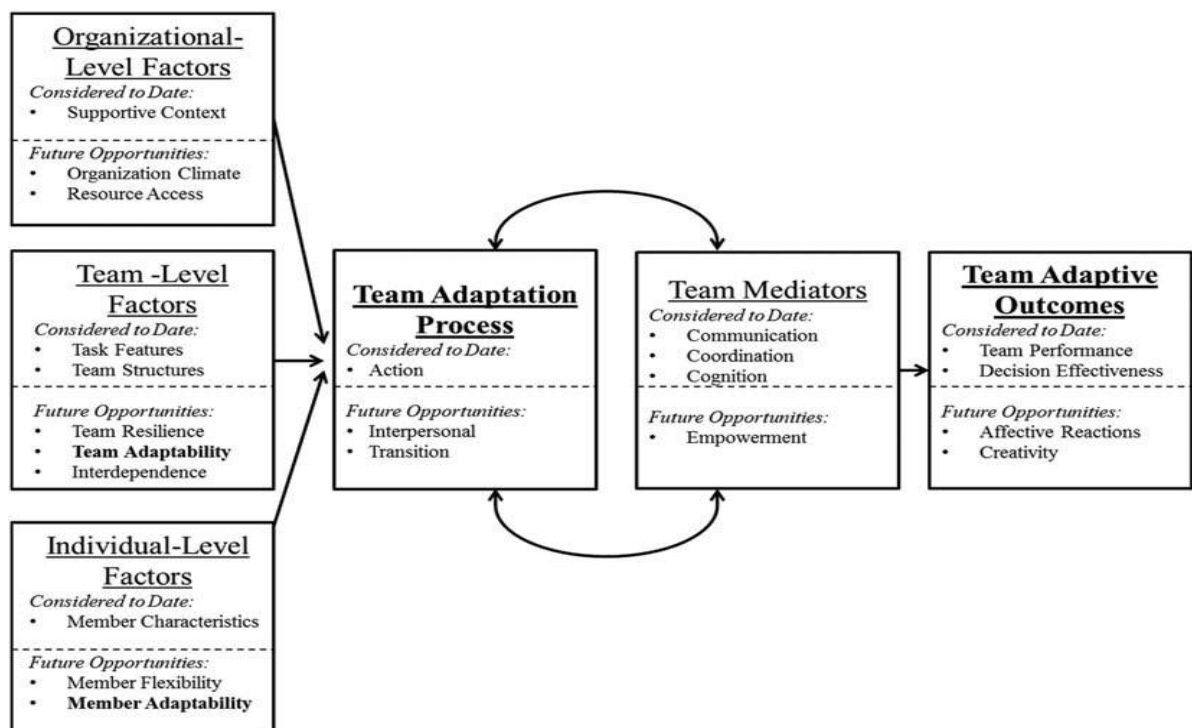 Organizational-
Level Factors
Considered to Date:
• Supportive Context
Future Opportunities:
• Organization Climate
• Resource Access
Team -Level
Factors
Considered to Date:
• Task Features
• Team Structures
Future Opportunities:
• Team Resilience
• Team Adaptability
• Interdependence
Individual-Level
Factors
Considered to Date:
• Member Characteristics
Future Opportunities:
• Member Flexibility
• Member Adaptability
Team Adaptation
Process
Considered to Date:
• Action
Future Opportunities:
• Interpersonal
• Transition
Team Mediators
Considered to Date:
• Communication
• Coordination
• Cognition
Future Opportunities:
• Empowerment
Team Adaptive
Outcomes
Considered to Date:
• Team Performance
• Decision Effectiveness
Future Opportunities:
• Affective Reactions
• Creativity